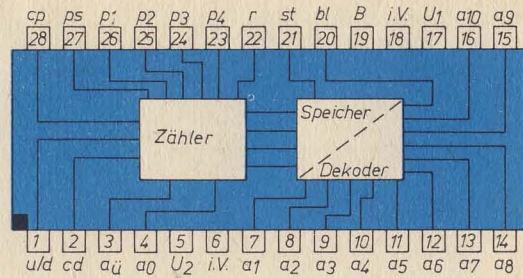 cp ps p1 p2 p3 p4 r st bl B i.V. U1 a10 a9
28 27 26 25 24 23 22 21 20 19 18 17 16 15
Zähler
Speicher
Dekoder
1 2 3 4 5 6 7 8 9 10 11 12 13 14
u/d cd aü a0 U2 i.V. a1 a2 a3 a4 a5 a6 a7 a8